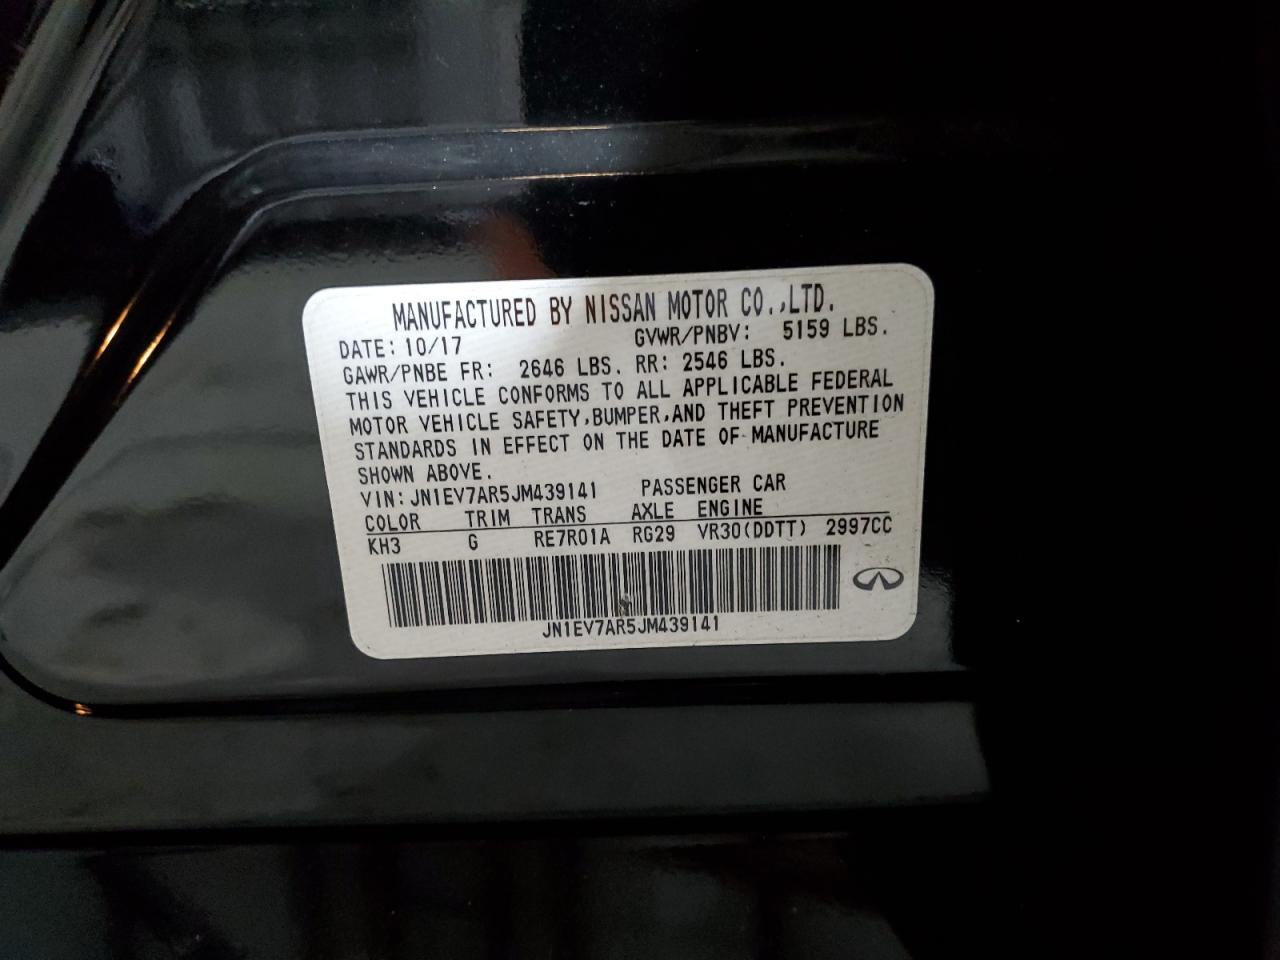 MANUFACTURED BY NISSAN MOTOR CO.,LTD.
DATE: 10/17 GVWR/PNBV: 5159 LBS.
GAWR/PNBE FR: 2646 LBS. RR: 2546 LBS.
THIS VEHICLE CONFORMS TO ALL APPLICABLE FEDERAL
MOTOR VEHICLE SAFETY,BUMPER,AND THEFT PREVENTION
STANDARDS IN EFFECT ON THE DATE OF MANUFACTURE
SHOWN ABOVE.
VIN: JN1EV7AR5JM439141 PASSENGER CAR
COLOR TRIM TRANS AXLE ENGINE
KH3 G RE7R01A RG29 VR30(DDTT) 2997CC
JN1EV7AR5JM439141